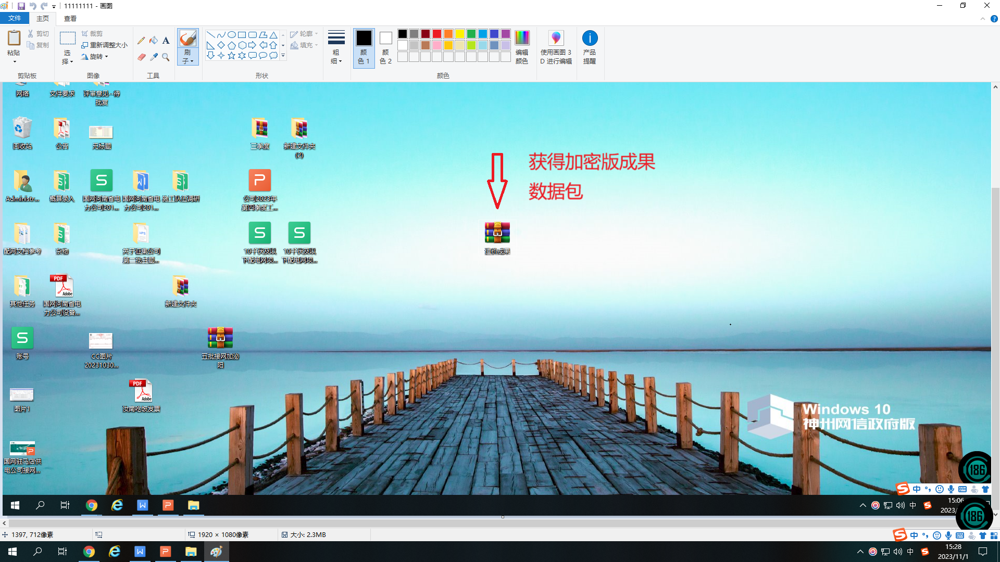 11111111 - 画图
文件
主页
查看
粘贴
剪切
复制
剪贴板
选
择
裁剪
重新调整大小
旋转
图像
A
工具
刷
子
轮廓
填充
形状
粗
细
颜
色 1
颜
色 2
编辑
颜色
颜色
使用画图 3
D 进行编辑
产品
提醒
网络
文件要求
评审意见--待
批复
回收站
公告
无标题
三季度
新建文件夹
(2)
获得加密版成果
数据包
Administr...
概算录入
国网河南省电
力公司201...
国网河南省电
力公司201...
施工队伍调研
公司2023年
第四季度工...
配网文档参考
杂物
关于征集公司
第二批主题...
10千伏及以
下配电网项...
10千伏及以
下配电网项...
造价成果
其他任务
国网河南省电
力公司设备...
新建文件夹
账号
CC图片
20231030...
五批接网加泌
阳
图片1
汝南吃饭发票
国网驻马店供
电公司接网...
Windows 10
神州网信政府版
186
中
中
15:06
2023/
186
1397, 712像素
1920 × 1080像素
大小: 2.3MB
中
中
15:28
2023/11/1